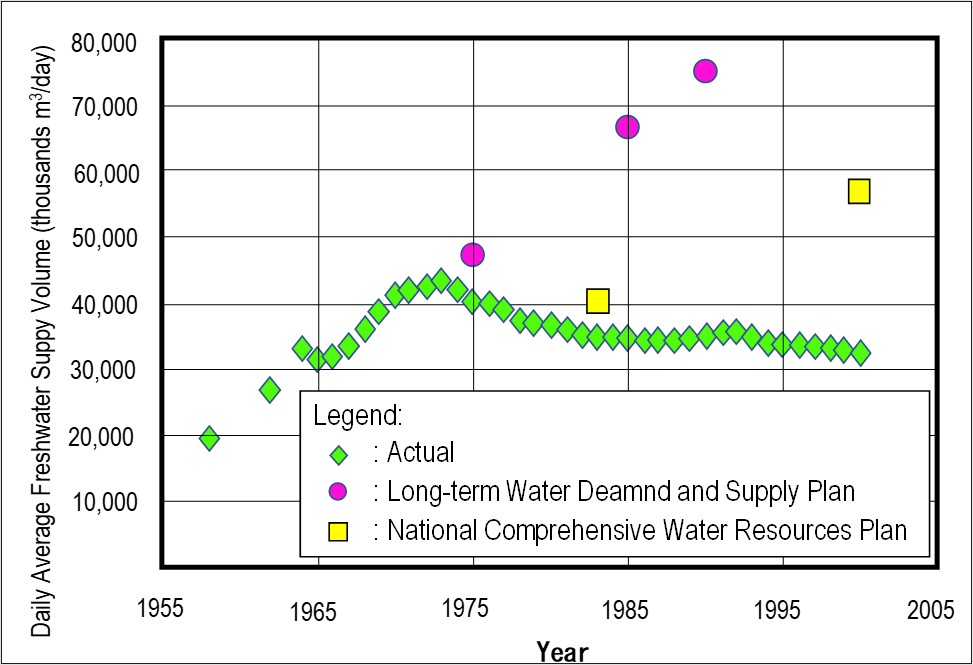 Daily Average Freshwater Suppy Volume (thousands m³/day)
80,000
70,000
60,000
50,000
40,000
30,000
20,000
10,000
Legend:
: Actual
: Long-term Water Deamnd and Supply Plan
: National Comprehensive Water Resources Plan
1955 1965 1975 1985 1995 2005
Year